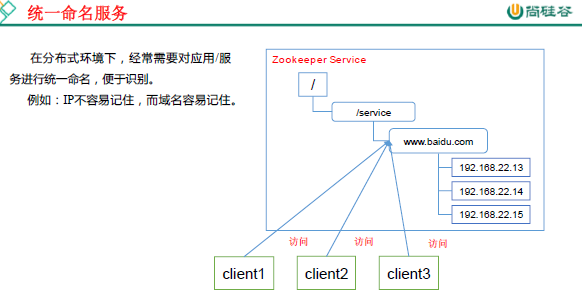 统一命名服务
尚硅谷
在分布式环境下，经常需要对应用/服
务进行统一命名，便于识别。
例如：IP不容易记住，而域名容易记住。
Zookeeper Service
/
/service
www.baidu.com
192.168.22.13
192.168.22.14
192.168.22.15
访问 访问 访问
client1 client2 client3